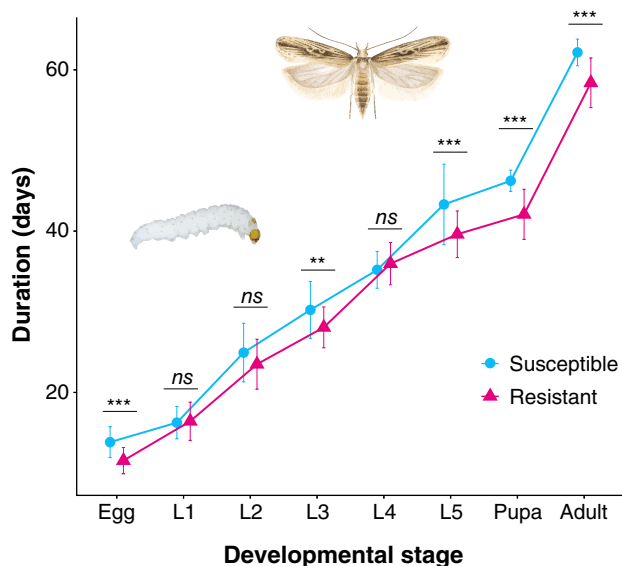 ***
60
***
***
Duration (days)
40
ns
**
ns
Susceptible
ns
Resistant
20
***
Egg L1 L2 L3 L4 L5 Pupa Adult
Developmental stage